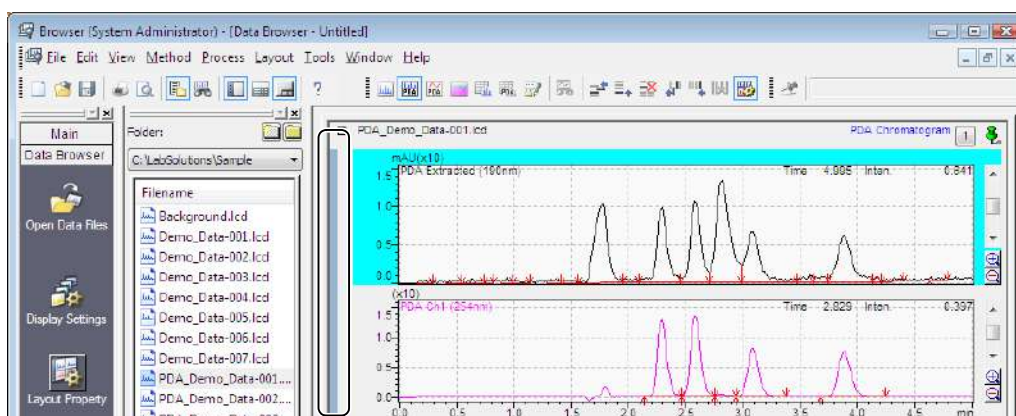 Browser (System Administrator) - [Data Browser - Untitled]
File Edit View Method Process Layout Tools Window Help
Main
Data Browser
Open Data Files
Display Settings
Layout Property
Folder:
C:\LabSolutions\Sample
Filename
Background.lcd
Demo_Data-001.lcd
Demo_Data-002.lcd
Demo_Data-003.lcd
Demo_Data-004.lcd
Demo_Data-005.lcd
Demo_Data-006.lcd
Demo_Data-007.lcd
PDA_Demo_Data-001....
PDA_Demo_Data-002....
PDA_Demo_Data-001.lcd PDA Chromatogram 1
mAU(x10)
PDA Extracted (190nm) Time 4.995 Inten. 0.841
1.5
1.0
0.5
0.0
(x10)
PDA Ch1 (254nm) Time 2.829 Inten. 0.397
1.5
1.0
0.5
0.0
0.0 0.5 1.0 1.5 2.0 2.5 3.0 3.5 4.0 4.5 min